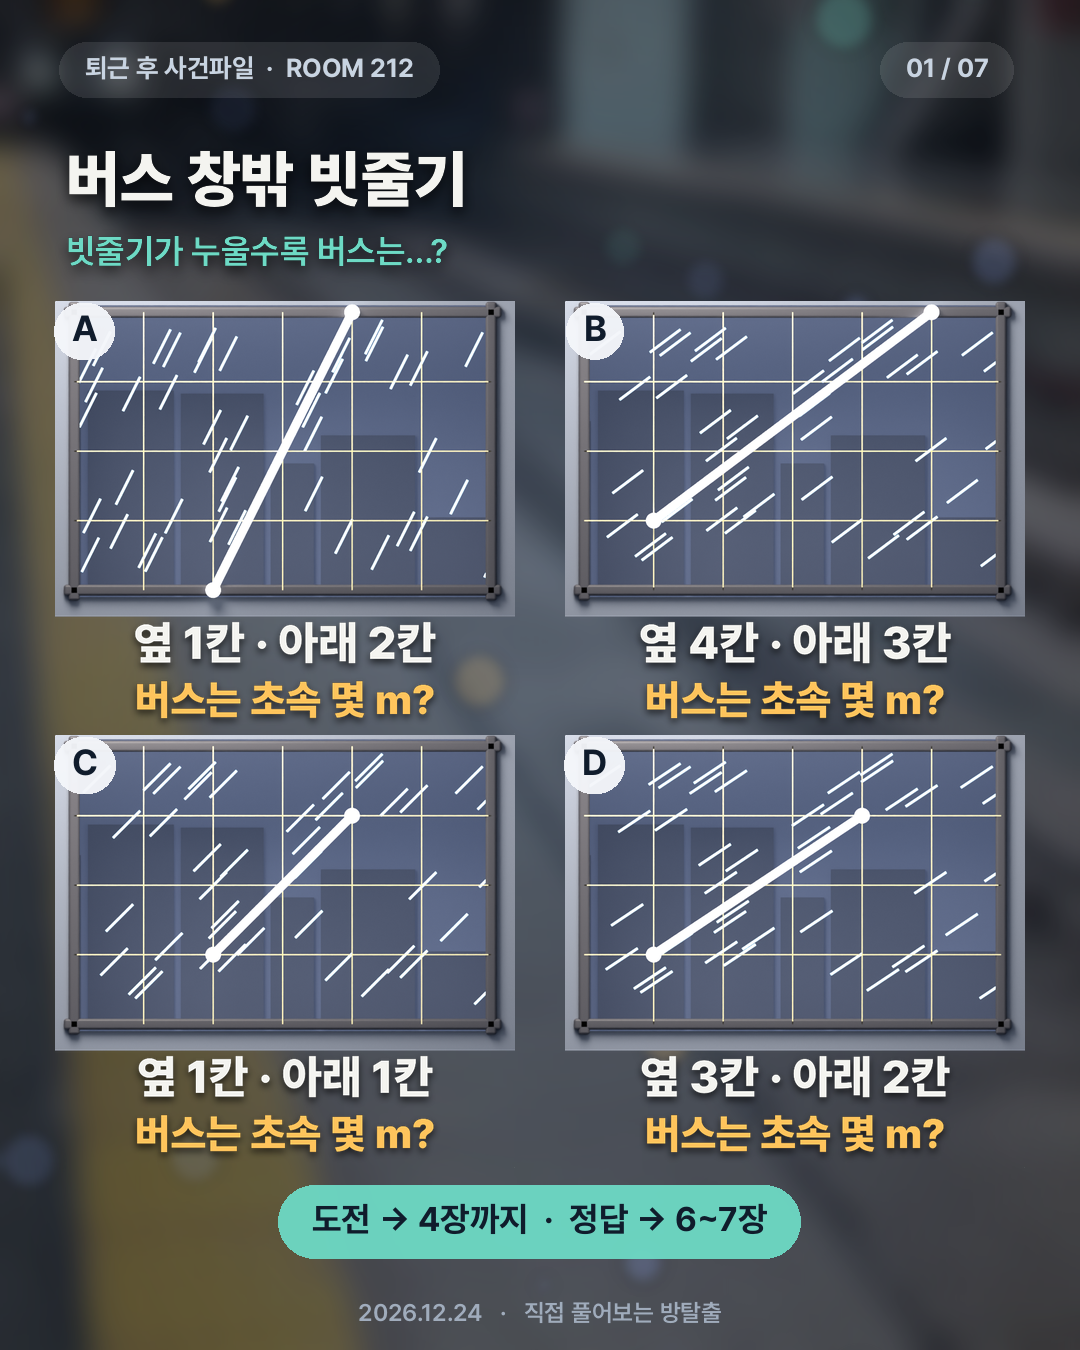 퇴근 후 사건파일 · ROOM 212
01 / 07
버스 창밖 빗줄기
빗줄기가 누울수록 버스는...?
A
B
옆 1칸 · 아래 2칸
버스는 초속 몇 m?
옆 4칸 · 아래 3칸
버스는 초속 몇 m?
C
D
옆 1칸 · 아래 1칸
버스는 초속 몇 m?
옆 3칸 · 아래 2칸
버스는 초속 몇 m?
도전 → 4장까지 · 정답 → 6~7장
2026.12.24 · 직접 풀어보는 방탈출